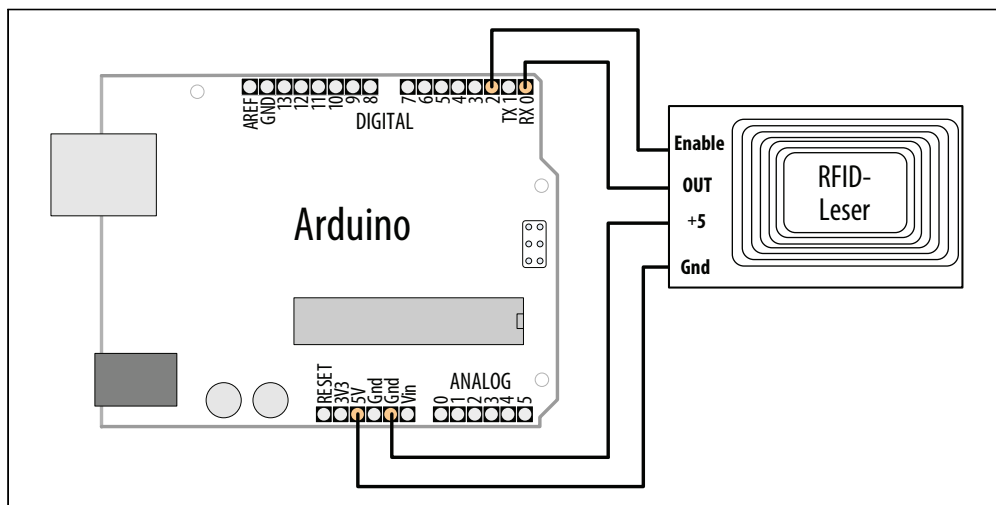 AREF
GND
13
12
11
10
9
8
7
6
5
4
3
2
TX 1
RX 0
DIGITAL
Arduino
RESET
3V3
5V
Gnd
Gnd
Vin
ANALOG
0
1
2
3
4
5
Enable
OUT
+5
Gnd
RFID-
Leser